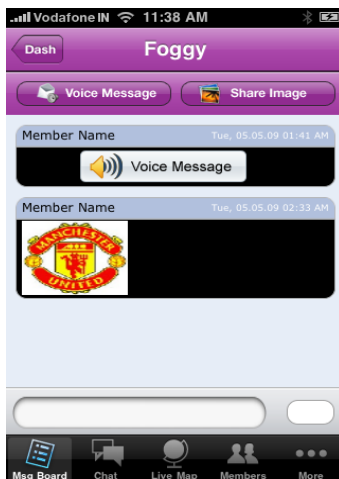 Vodafone IN 11:38 AM
Dash Foggy
Voice Message Share Image
Member Name Tue, 05.05.09 01:41 AM
Voice Message
Member Name Tue, 05.05.09 02:33 AM
MANCHESTER
UNITED
Msg Board Chat Live Map Members More